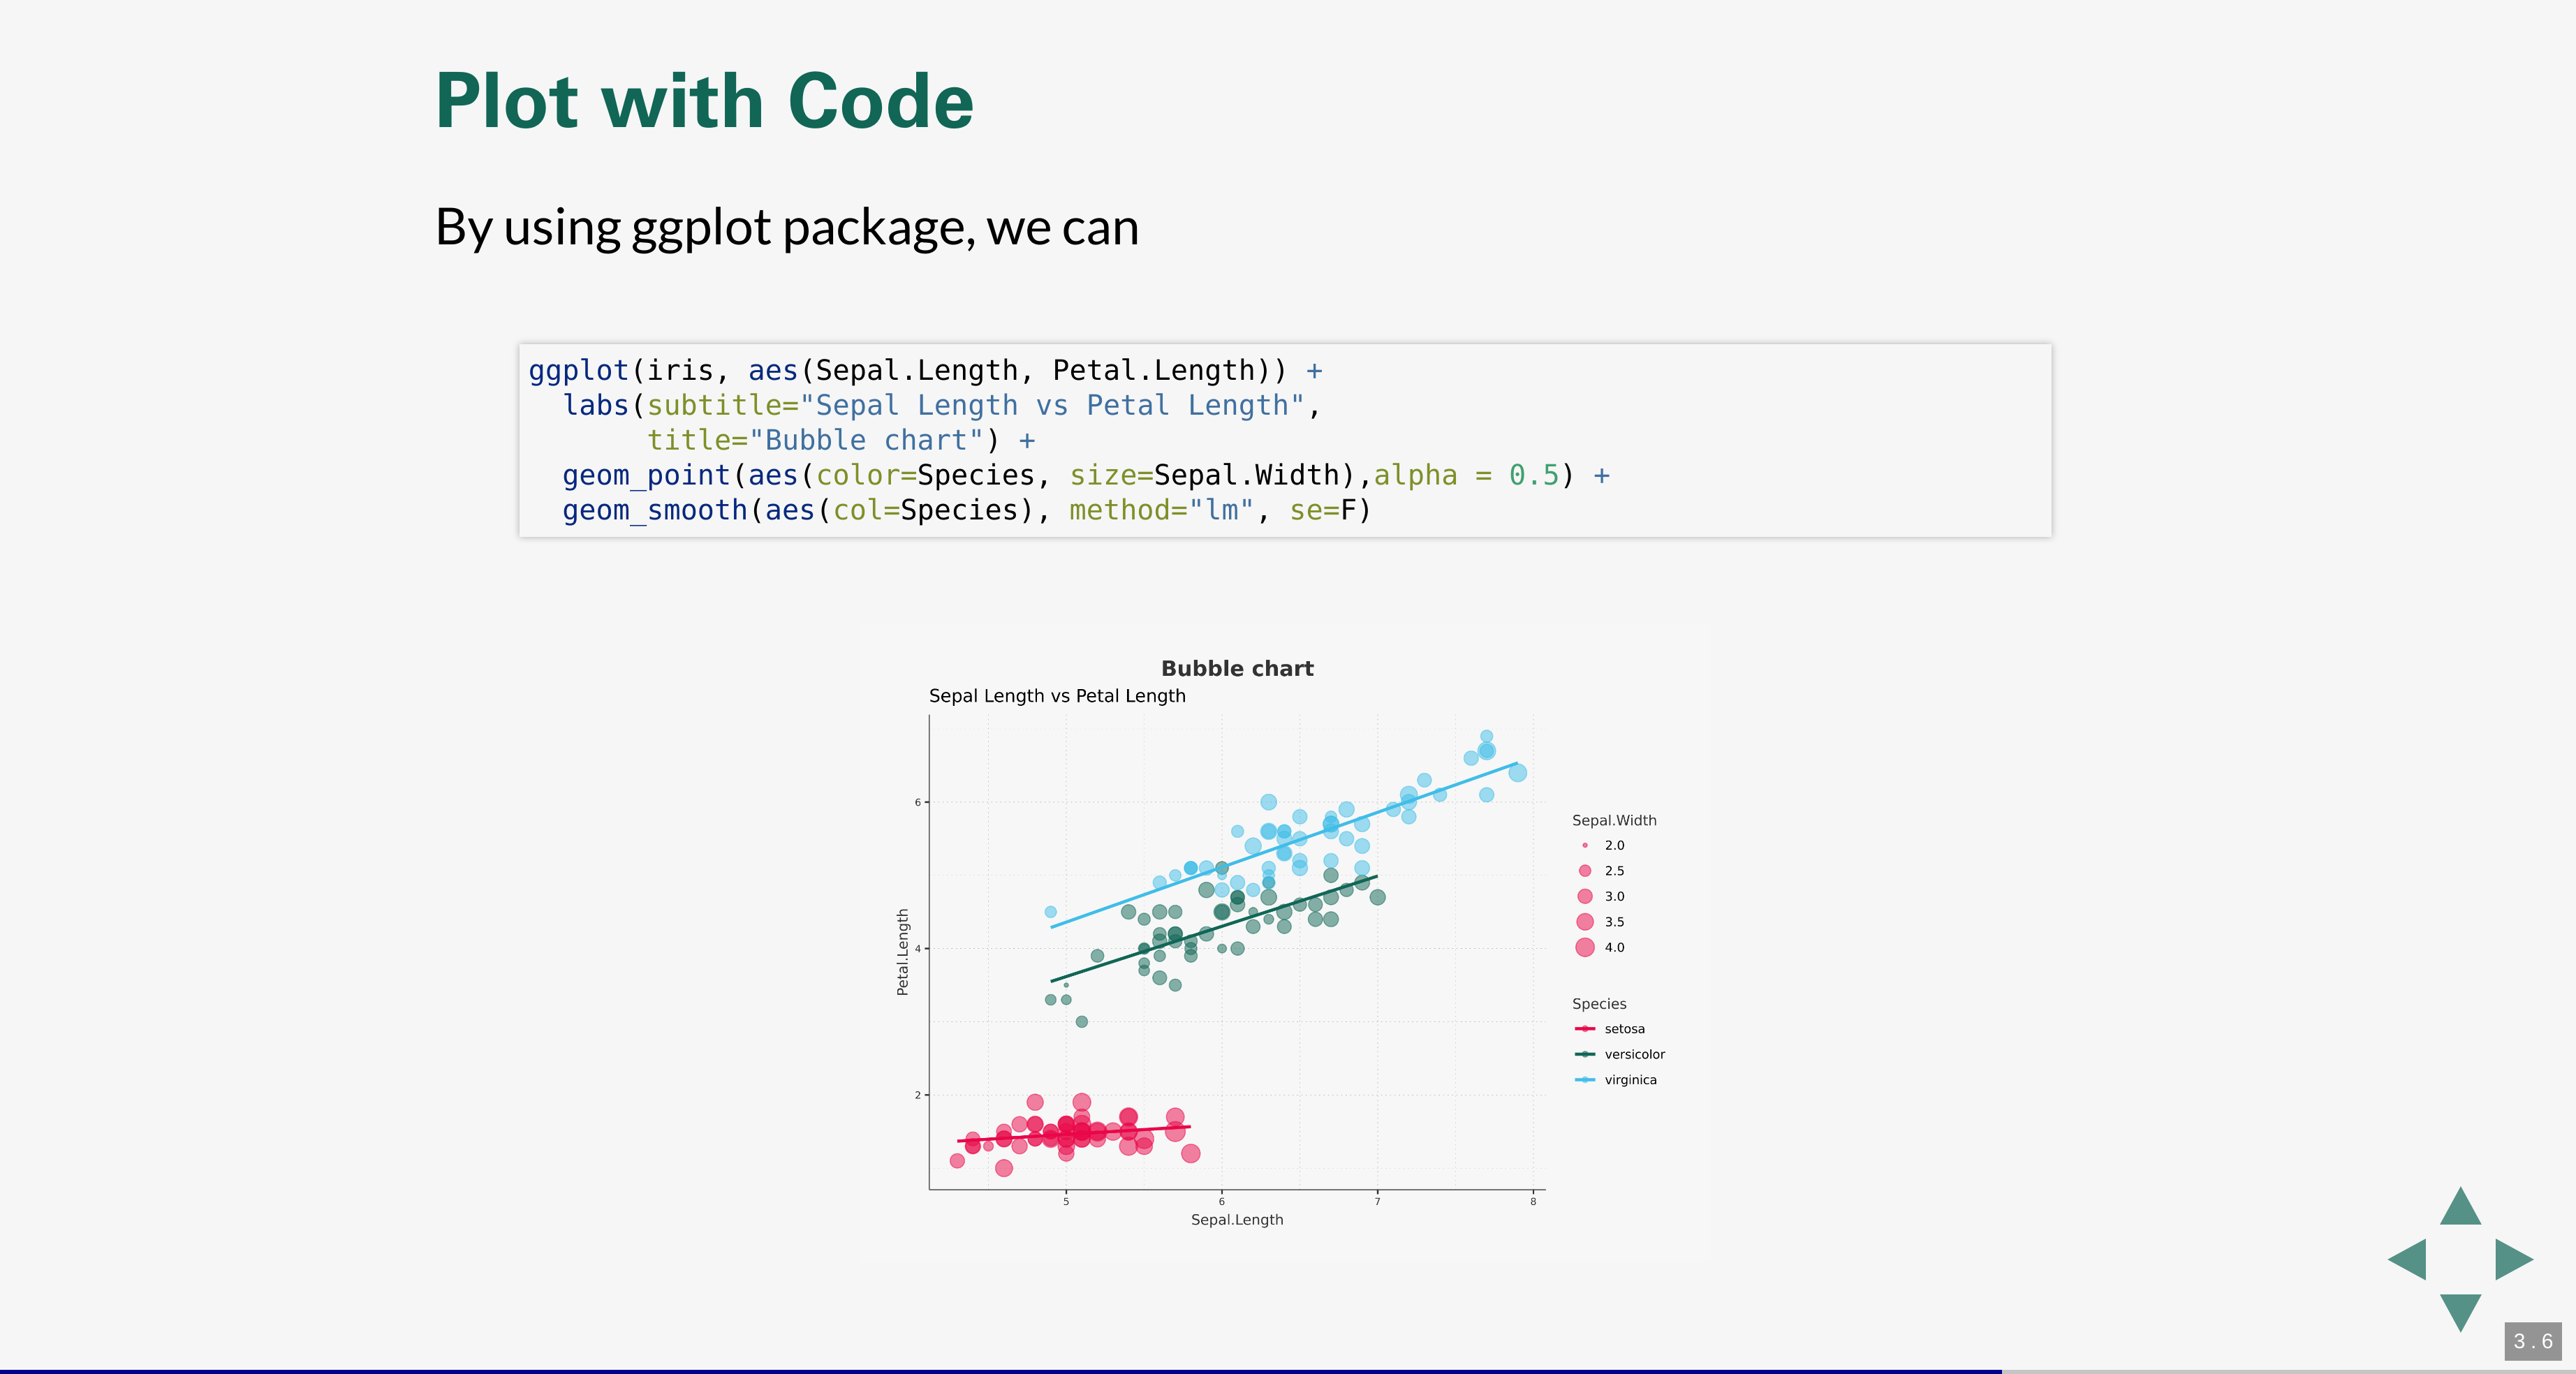 Plot with Code
By using ggplot package, we can
ggplot(iris, aes(Sepal.Length, Petal.Length)) +
  labs(subtitle="Sepal Length vs Petal Length",
       title="Bubble chart") +
  geom_point(aes(color=Species, size=Sepal.Width),alpha = 0.5) +
  geom_smooth(aes(col=Species), method="lm", se=F)
Bubble chart
Sepal Length vs Petal Length
Petal.Length
6
4
2
5 6 7 8
Sepal.Length
Sepal.Width
2.0
2.5
3.0
3.5
4.0
Species
setosa
versicolor
virginica
3.6